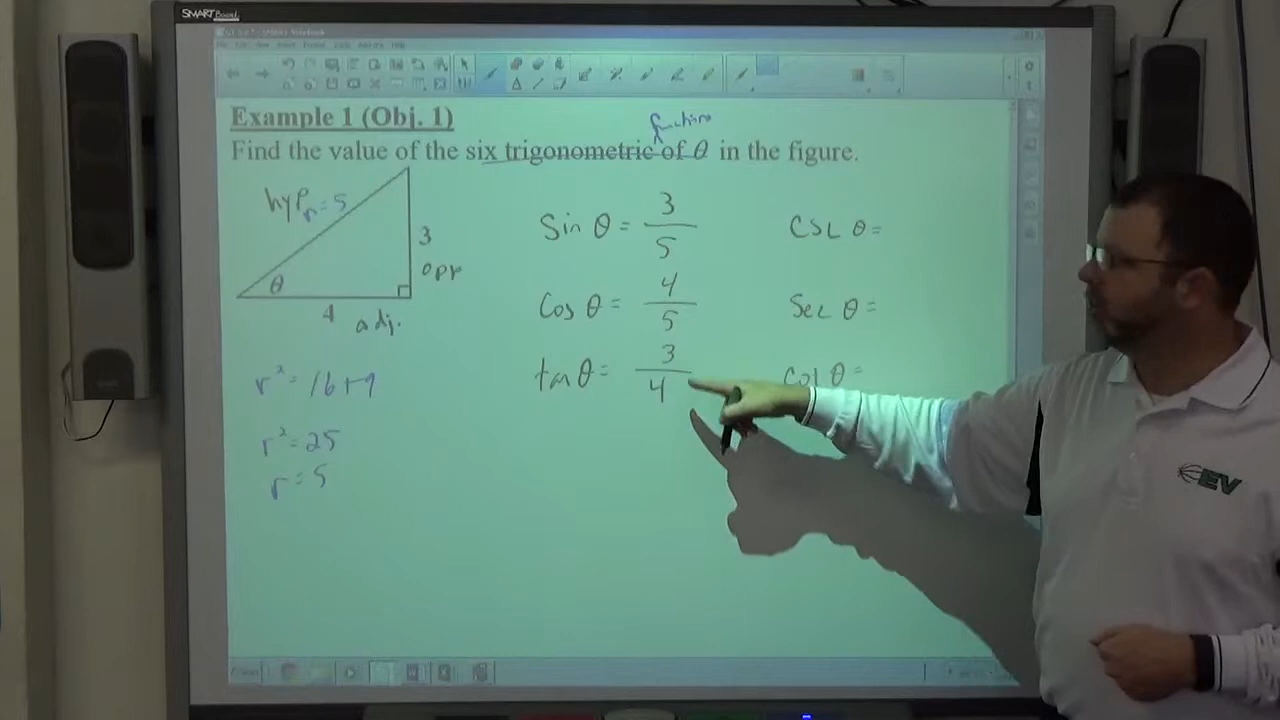 SMART Board
Example 1 (Obj. 1)
functions
Find the value of the six trigonometric of θ in the figure.
hyp r=5
3
opp
θ
4 adj.
r² = 16+9
r² = 25
r = 5
Sin θ = 3/5
Cos θ = 4/5
tan θ = 3/4
CSC θ =
Sec θ =
Cot θ =
EV